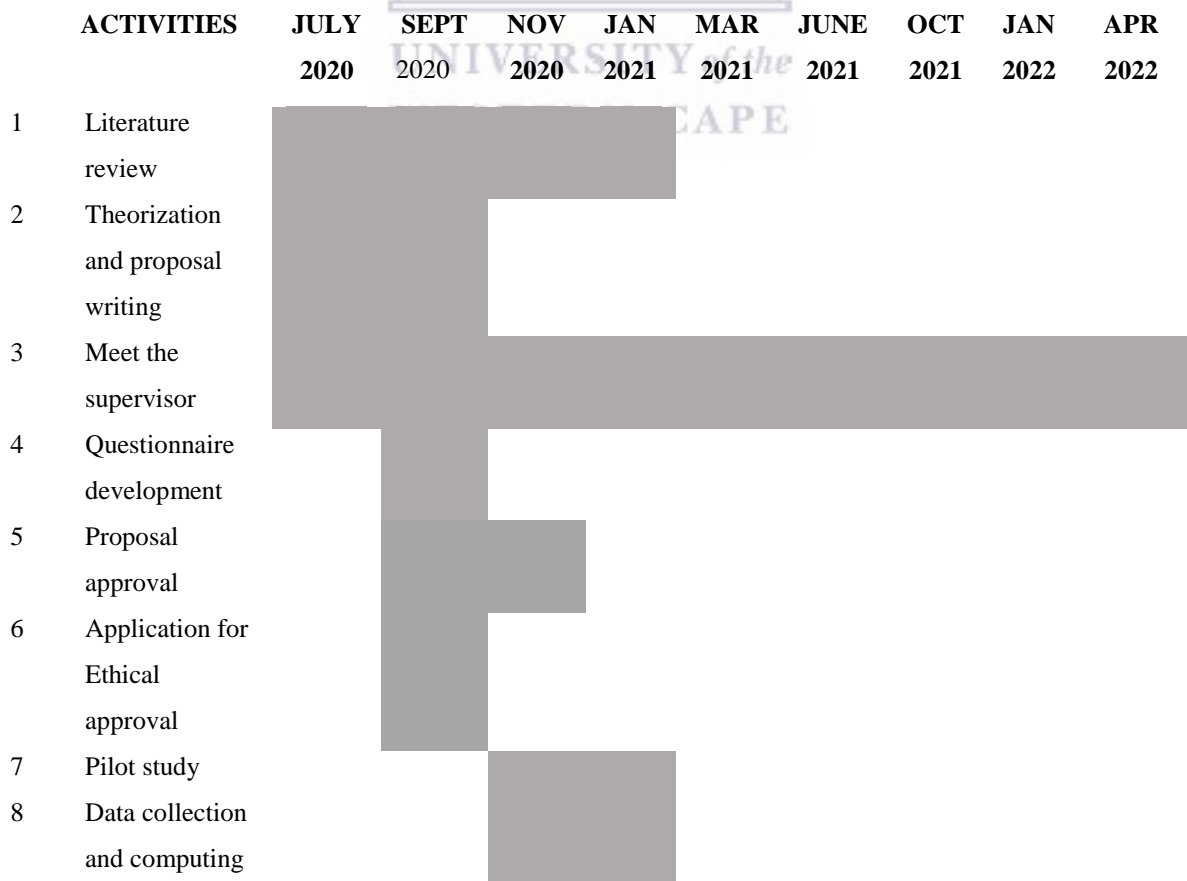 ACTIVITIES JULY SEPT NOV JAN MAR JUNE OCT JAN APR
2020 2020 2020 2021 2021 2021 2021 2022 2022
UNIVERSITY of the
CAPE
1 Literature
review
2 Theorization
and proposal
writing
3 Meet the
supervisor
4 Questionnaire
development
5 Proposal
approval
6 Application for
Ethical
approval
7 Pilot study
8 Data collection
and computing